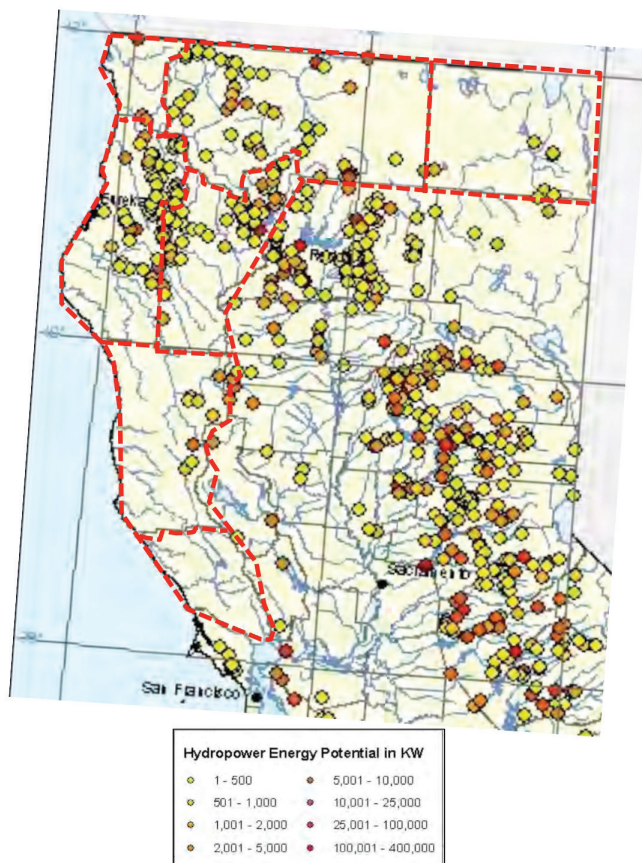 Eureka
40°
Sacramento
San Francisco
Hydropower Energy Potential in KW
1 - 500
501 - 1,000
1,001 - 2,000
2,001 - 5,000
5,001 - 10,000
10,001 - 25,000
25,001 - 100,000
100,001 - 400,000